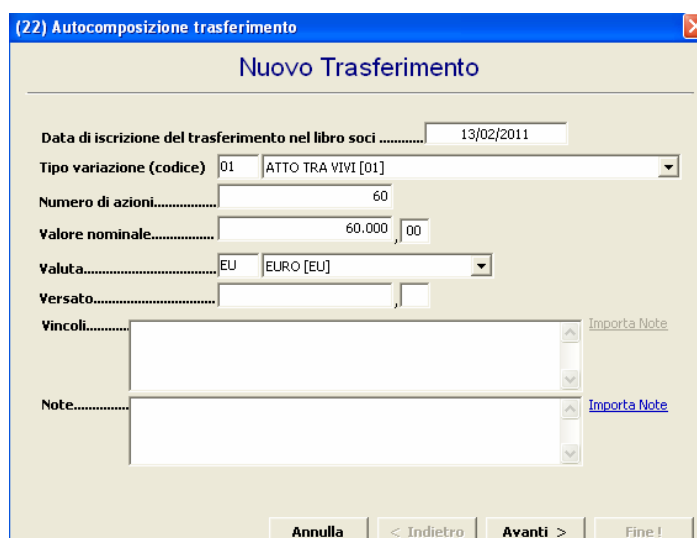 (22) Autocomposizione trasferimento
Nuovo Trasferimento
Data di iscrizione del trasferimento nel libro soci ............ 13/02/2011
Tipo variazione (codice) 01 ATTO TRA VIVI [01]
Numero di azioni................ 60
Valore nominale................ 60.000 , 00
Valuta................................ EU EURO [EU]
Versato............................... ,
Vincoli........... Importa Note
Note.............. Importa Note
Annulla < Indietro Avanti > Fine !